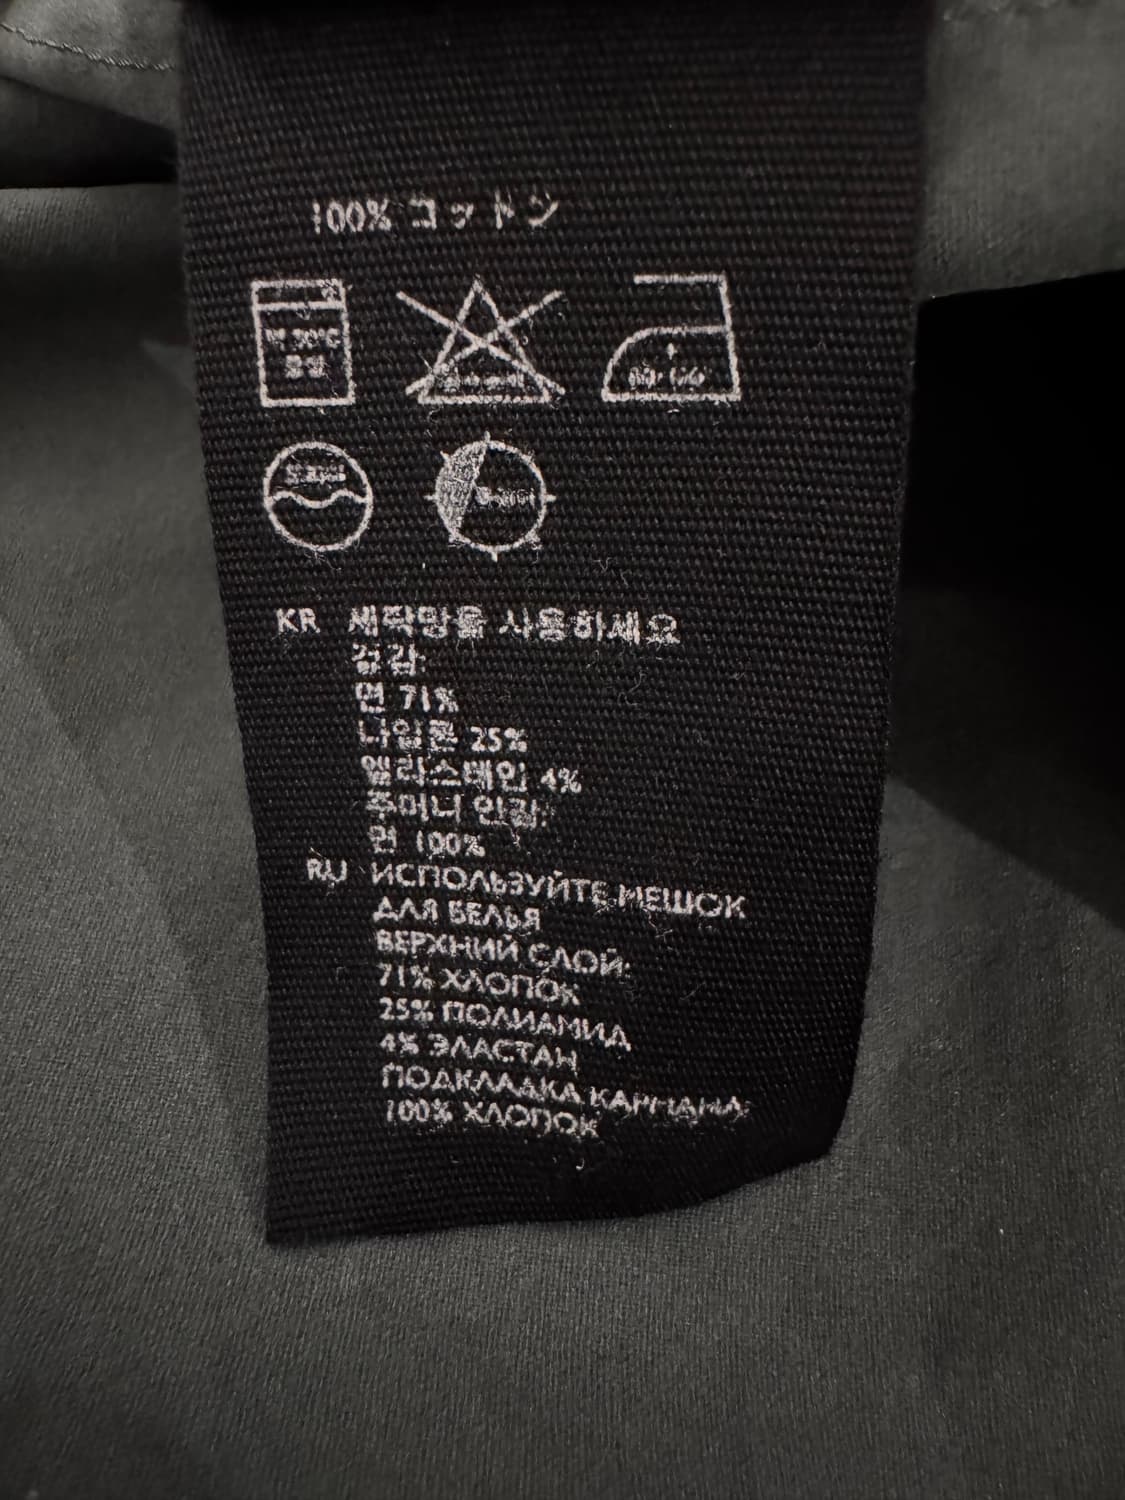 100% コットン
KR 세탁망을 사용하세요
겉감:
면 71%
나일론 25%
엘라스테인 4%
주머니 안감:
면 100%
RU ИСПОЛЬЗУЙТЕ МЕШОК
ДЛЯ БЕЛЬЯ
ВЕРХНИЙ СЛОЙ:
71% ХЛОПОК
25% ПОЛИАМИД
4% ЭЛАСТАН
ПОДКЛАДКА КАРМАНА:
100% ХЛОПОК